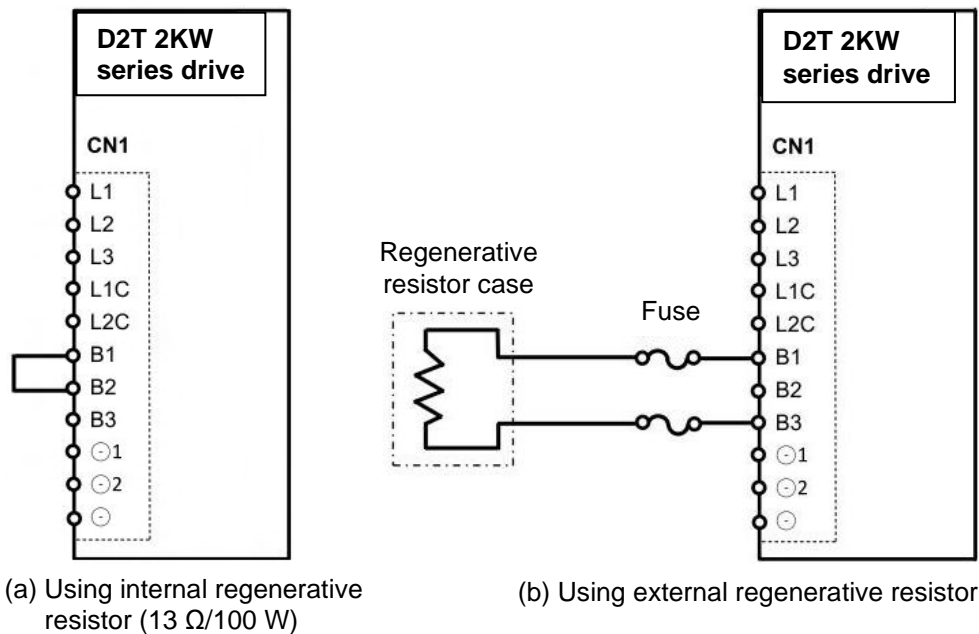 D2T 2KW
series drive
CN1
L1
L2
L3
L1C
L2C
B1
B2
B3
⊖1
⊖2
⊖
(a) Using internal regenerative
resistor (13 Ω/100 W)
Regenerative
resistor case
Fuse
D2T 2KW
series drive
CN1
L1
L2
L3
L1C
L2C
B1
B2
B3
⊖1
⊖2
⊖
(b) Using external regenerative resistor